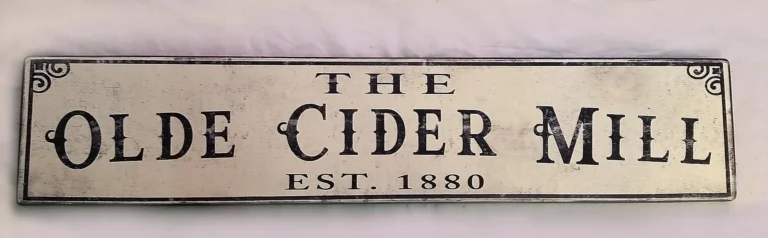 THE
OLDE CIDER MILL
EST. 1880